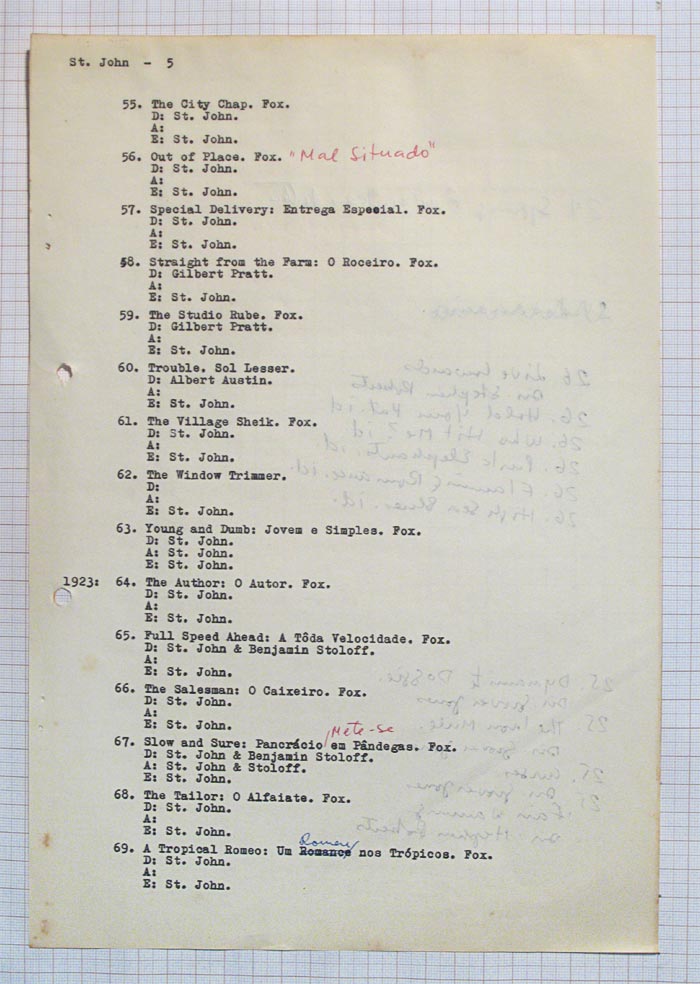 St. John - 5
55. The City Chap. Fox.
D: St. John.
A:
E: St. John.
56. Out of Place. Fox. "Mal Situado"
D: St. John.
A:
E: St. John.
57. Special Delivery: Entrega Especial. Fox.
D: St. John.
A:
E: St. John.
58. Straight from the Farm: O Roceiro. Fox.
D: Gilbert Pratt.
A:
E: St. John.
59. The Studio Rube. Fox.
D: Gilbert Pratt.
A:
E: St. John.
60. Trouble. Sol Lesser.
D: Albert Austin.
A:
E: St. John.
61. The Village Sheik. Fox.
D: St. John.
A:
E: St. John.
62. The Window Trimmer.
D:
A:
E: St. John.
63. Young and Dumb: Jovem e Simples. Fox.
D: St. John.
A: St. John.
E: St. John.
1923: 64. The Author: O Autor. Fox.
D: St. John.
A:
E: St. John.
65. Full Speed Ahead: A Tôda Velocidade. Fox.
D: St. John & Benjamin Stoloff.
A:
E: St. John.
66. The Salesman: O Caixeiro. Fox.
D: St. John.
A:
E: St. John.
Mete-se
67. Slow and Sure: Pancrácio em Pândegas. Fox.
D: St. John & Benjamin Stoloff.
A: St. John & Stoloff.
E: St. John.
68. The Tailor: O Alfaiate. Fox.
D: St. John.
A:
E: St. John.
Romeu
69. A Tropical Romeo: Um Romance nos Trópicos. Fox.
D: St. John.
A:
E: St. John.